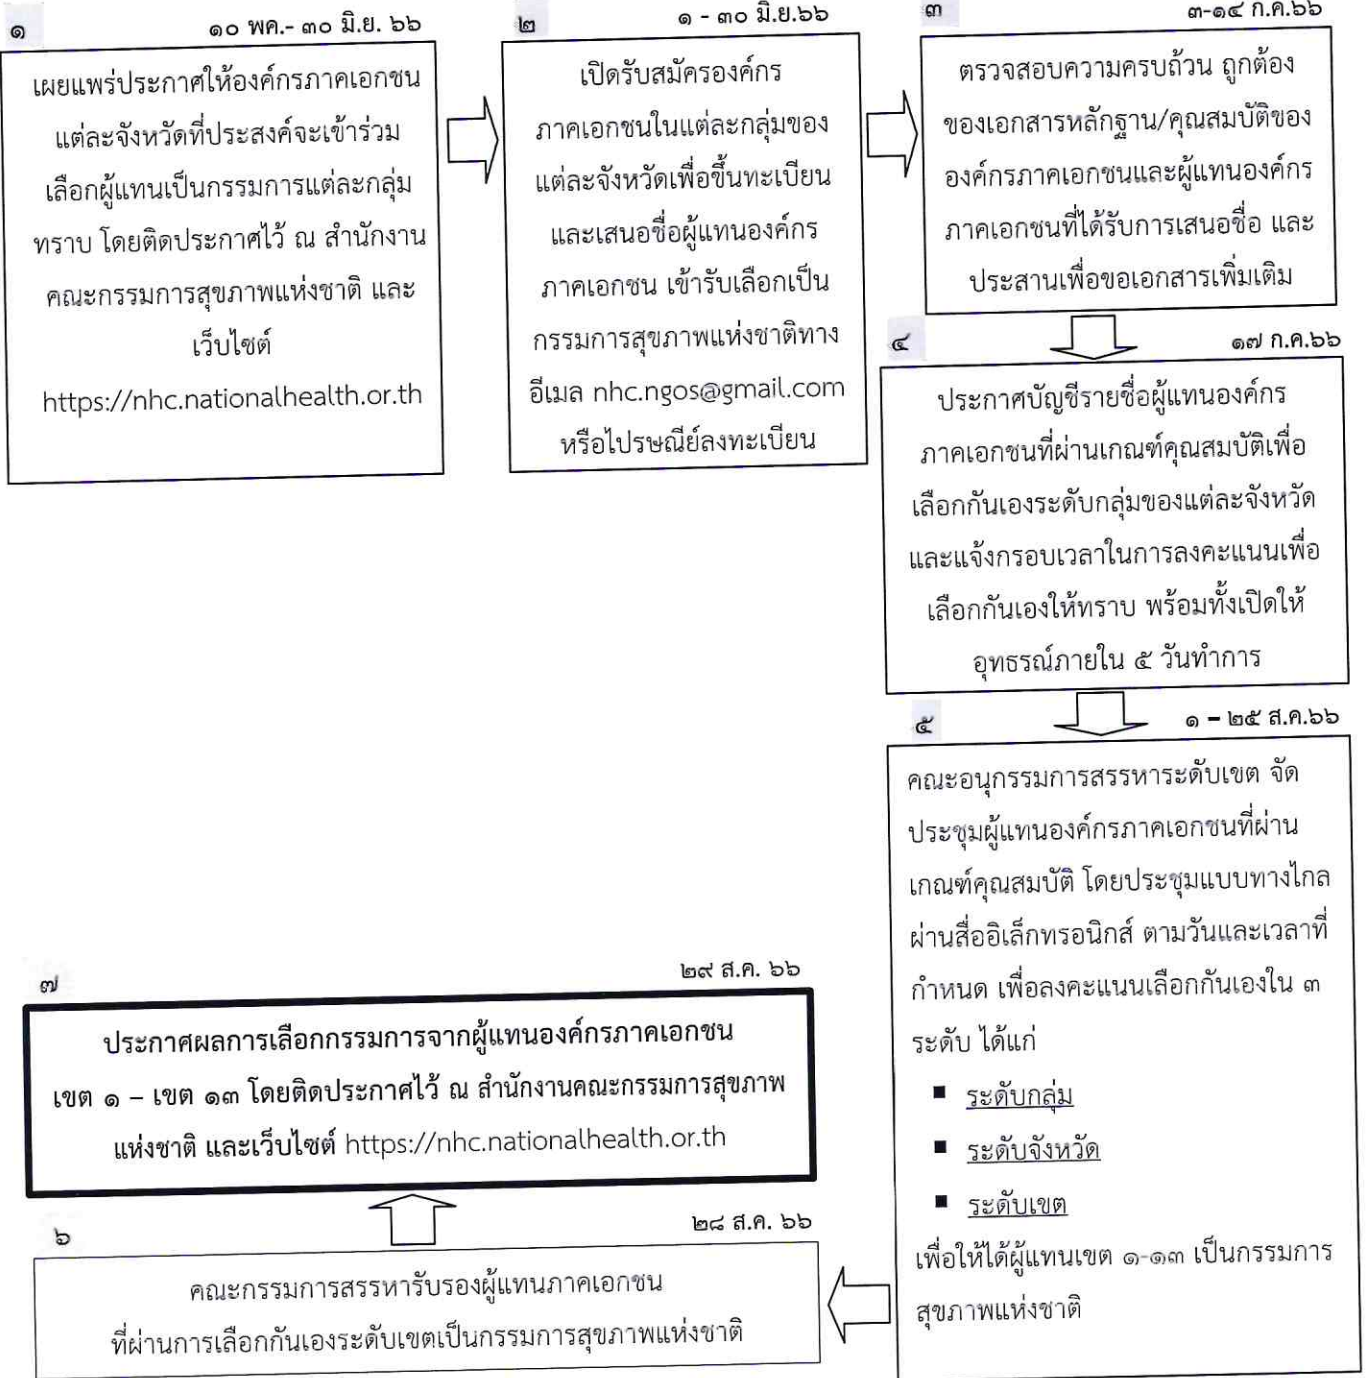 ๑
๑๐ พค.- ๓๐ มิ.ย. ๖๖
เผยแพร่ประกาศให้องค์กรภาคเอกชน
แต่ละจังหวัดที่ประสงค์จะเข้าร่วม
เลือกผู้แทนเป็นกรรมการแต่ละกลุ่ม
ทราบ โดยติดประกาศไว้ ณ สำนักงาน
คณะกรรมการสุขภาพแห่งชาติ และ
เว็บไซต์
https://nhc.nationalhealth.or.th
๒
๑ - ๓๐ มิ.ย.๖๖
เปิดรับสมัครองค์กร
ภาคเอกชนในแต่ละกลุ่มของ
แต่ละจังหวัดเพื่อขึ้นทะเบียน
และเสนอชื่อผู้แทนองค์กร
ภาคเอกชน เข้ารับเลือกเป็น
กรรมการสุขภาพแห่งชาติทาง
อีเมล nhc.ngos@gmail.com
หรือไปรษณีย์ลงทะเบียน
๓
๓-๑๔ ก.ค.๖๖
ตรวจสอบความครบถ้วน ถูกต้อง
ของเอกสารหลักฐาน/คุณสมบัติของ
องค์กรภาคเอกชนและผู้แทนองค์กร
ภาคเอกชนที่ได้รับการเสนอชื่อ และ
ประสานเพื่อขอเอกสารเพิ่มเติม
๔
๑๗ ก.ค.๖๖
ประกาศบัญชีรายชื่อผู้แทนองค์กร
ภาคเอกชนที่ผ่านเกณฑ์คุณสมบัติเพื่อ
เลือกกันเองระดับกลุ่มของแต่ละจังหวัด
และแจ้งกรอบเวลาในการลงคะแนนเพื่อ
เลือกกันเองให้ทราบ พร้อมทั้งเปิดให้
อุทธรณ์ภายใน ๕ วันทำการ
๕
๑ – ๒๕ ส.ค.๖๖
คณะอนุกรรมการสรรหาระดับเขต จัด
ประชุมผู้แทนองค์กรภาคเอกชนที่ผ่าน
เกณฑ์คุณสมบัติ โดยประชุมแบบทางไกล
ผ่านสื่ออิเล็กทรอนิกส์ ตามวันและเวลาที่
กำหนด เพื่อลงคะแนนเลือกกันเองใน ๓
ระดับ ได้แก่
▪ ระดับกลุ่ม
▪ ระดับจังหวัด
▪ ระดับเขต
เพื่อให้ได้ผู้แทนเขต ๑-๑๓ เป็นกรรมการ
สุขภาพแห่งชาติ
๖
๒๘ ส.ค. ๖๖
คณะกรรมการสรรหารับรองผู้แทนภาคเอกชน
ที่ผ่านการเลือกกันเองระดับเขตเป็นกรรมการสุขภาพแห่งชาติ
๗
๒๙ ส.ค. ๖๖
ประกาศผลการเลือกกรรมการจากผู้แทนองค์กรภาคเอกชน
เขต ๑ – เขต ๑๓ โดยติดประกาศไว้ ณ สำนักงานคณะกรรมการสุขภาพ
แห่งชาติ และเว็บไซต์ https://nhc.nationalhealth.or.th